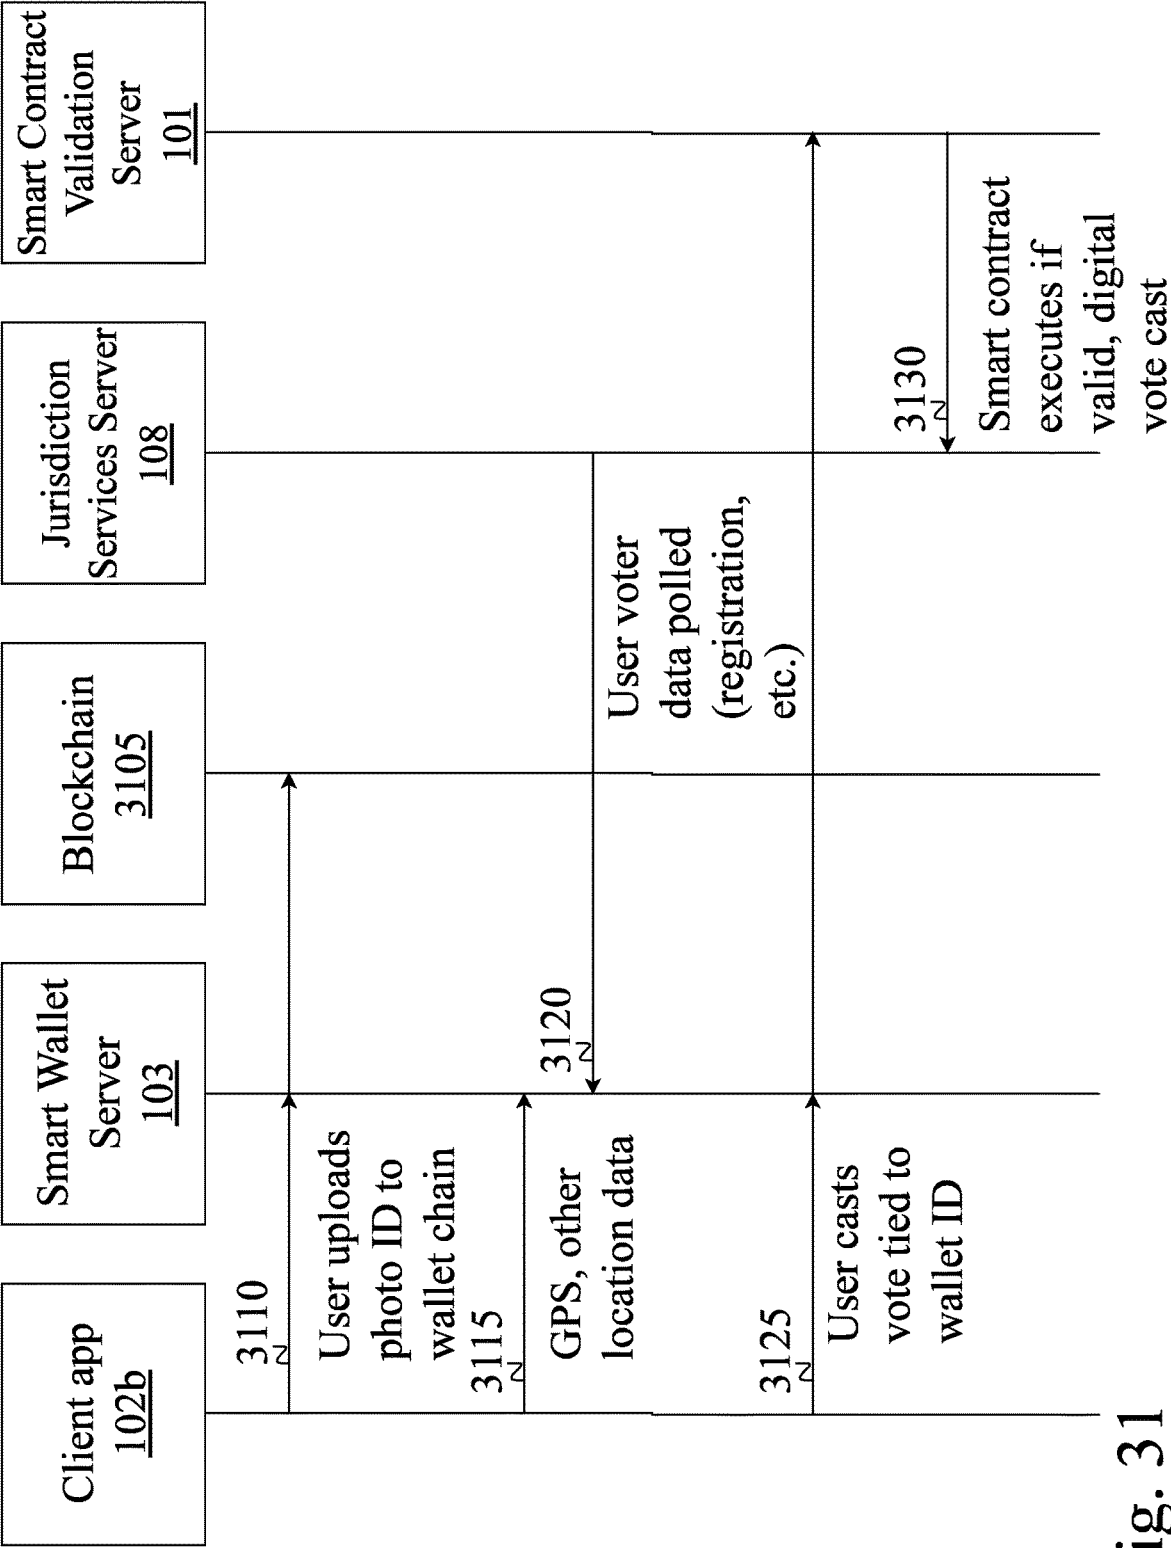 Client app
102b
Smart Wallet
Server
103
Blockchain
3105
Jurisdiction
Services Server
108
Smart Contract
Validation
Server
101
3110
User uploads
photo ID to
wallet chain
3115
GPS, other
location data
3120
User voter
data polled
(registration,
etc.)
3125
User casts
vote tied to
wallet ID
3130
Smart contract
executes if
valid, digital
vote cast
ig. 31